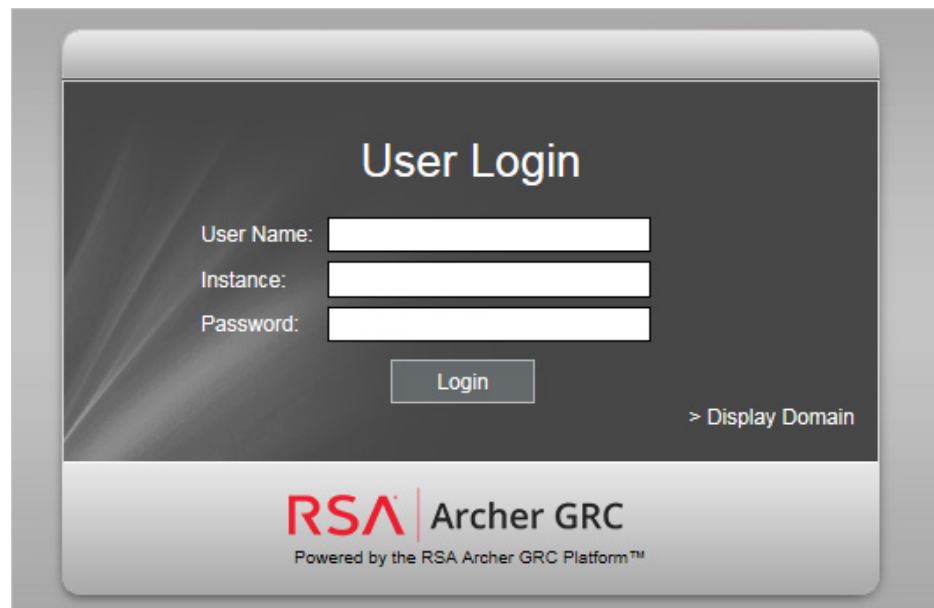 User Login
User Name:
Instance:
Password:
Login
> Display Domain
RSA Archer GRC
Powered by the RSA Archer GRC Platform™